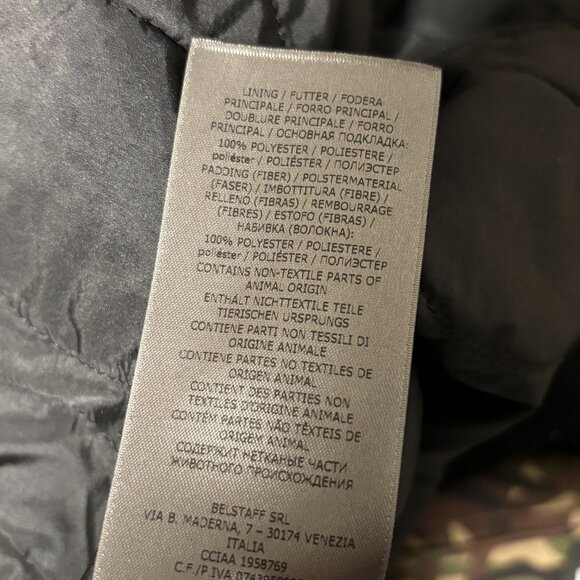 LINING / FUTTER / FODERA
PRINCIPALE / FORRO PRINCIPAL /
DOUBLURE PRINCIPALE / FORRO
PRINCIPAL / ОСНОВНАЯ ПОДКЛАДКА:
100% POLYESTER / POLIESTERE /
poliéster / POLIÉSTER / ПОЛИЭСТЕР
PADDING (FIBER) / POLSTERMATERIAL
(FASER) / IMBOTTITURA (FIBRE) /
RELLENO (FIBRAS) / REMBOURRAGE
(FIBRES) / ESTOFO (FIBRAS) /
НАБИВКА (ВОЛОКНА):
100% POLYESTER / POLIESTERE /
poliéster / POLIÉSTER / ПОЛИЭСТЕР
CONTAINS NON-TEXTILE PARTS OF
ANIMAL ORIGIN
ENTHÄLT NICHTTEXTILE TEILE
TIERISCHEN URSPRUNGS
CONTIENE PARTI NON TESSILI DI
ORIGINE ANIMALE
CONTIENE PARTES NO TEXTILES DE
ORIGEN ANIMAL
CONTIENT DES PARTIES NON
TEXTILES D'ORIGINE ANIMALE
CONTÉM PARTES NÃO TÊXTEIS DE
ORIGEM ANIMAL
СОДЕРЖИТ НЕТКАНЫЕ ЧАСТИ
ЖИВОТНОГО ПРОИСХОЖДЕНИЯ
BELSTAFF SRL
VIA B. MADERNA, 7 – 30174 VENEZIA
ITALIA
CCIAA 1958769
C.F./P.IVA